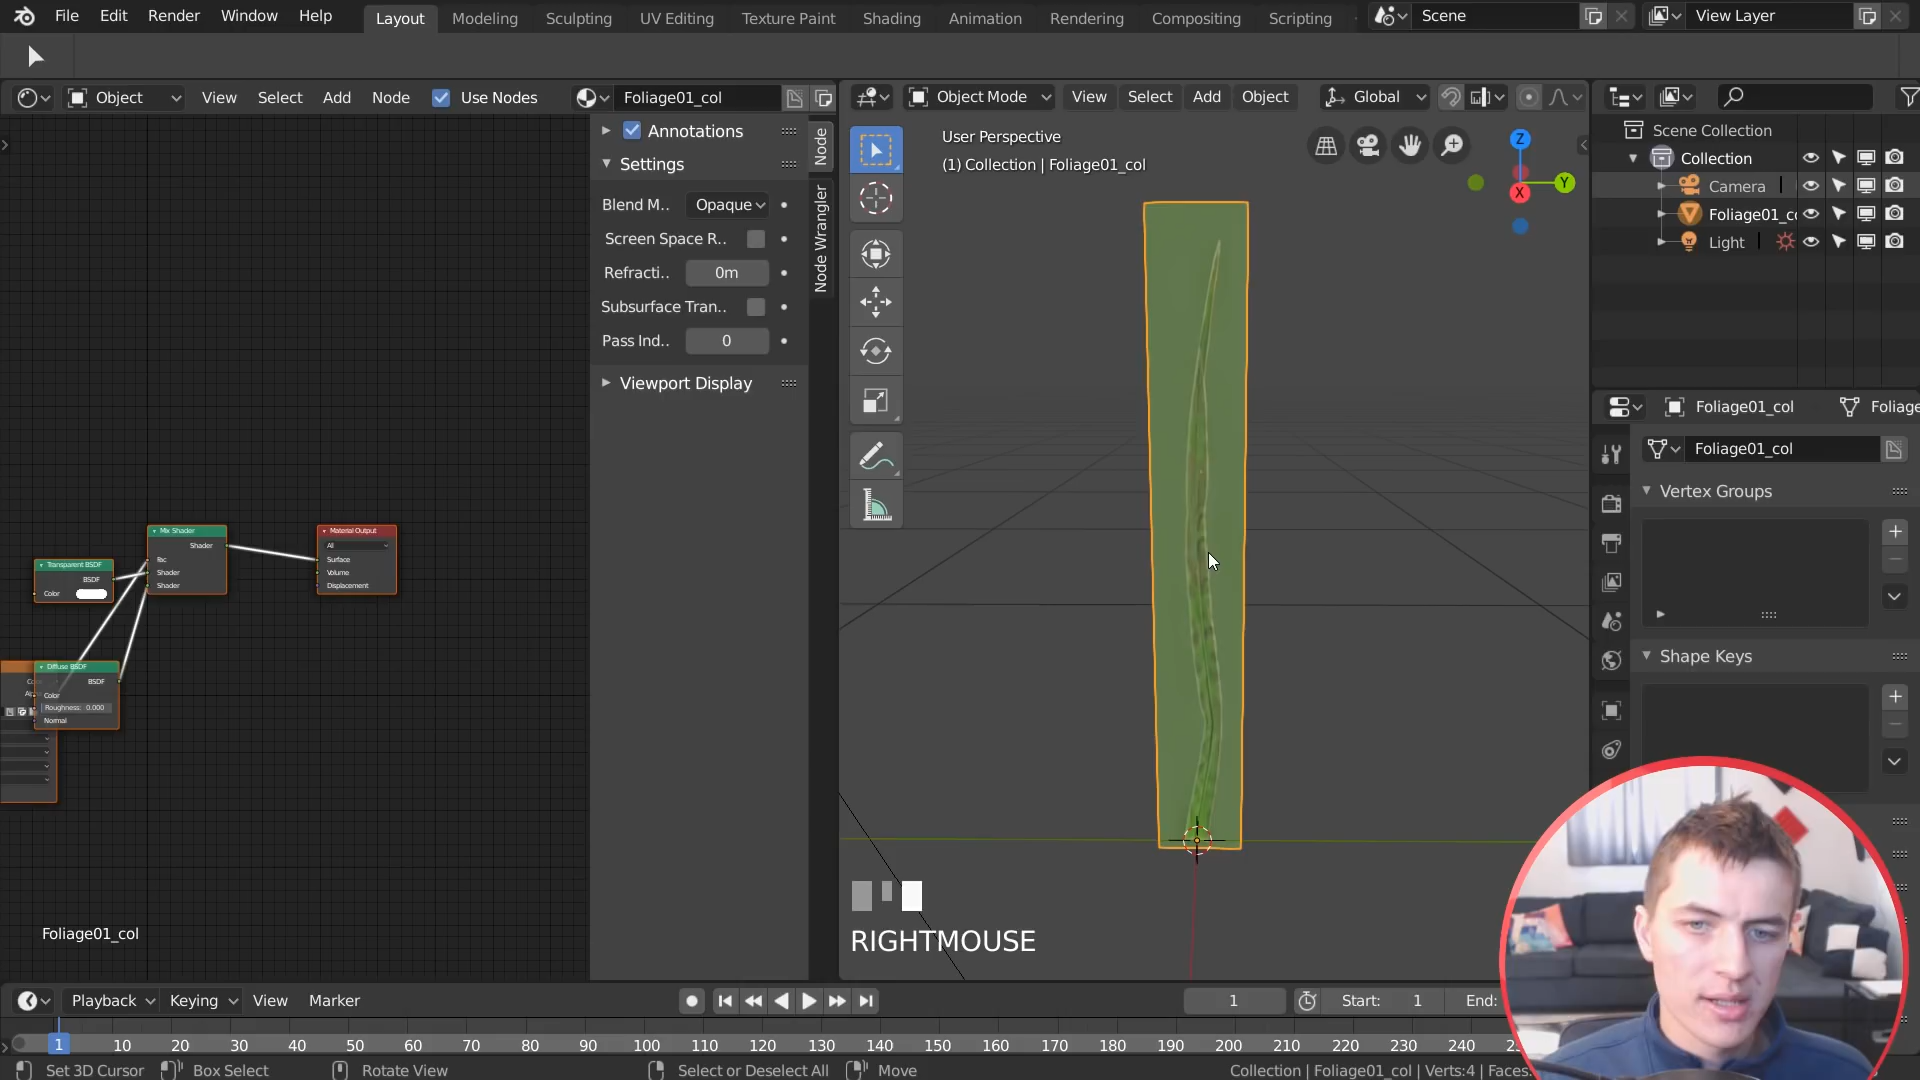 File Edit Render Window Help Layout Modeling Sculpting UV Editing Texture Paint Shading Animation Rendering Compositing Scripting Scene View Layer
Object View Select Add Node Use Nodes Foliage01_col
Object Mode View Select Add Object Global
Annotations
Settings
Blend M.. Opaque
Screen Space R..
Refracti.. 0m
Subsurface Tran..
Pass Ind.. 0
Viewport Display
Node
Node Wrangler
Mix Shader
Shader
Fac
Shader
Shader
Material Output
All
Surface
Volume
Displacement
Transparent BSDF
BSDF
Color
Diffuse BSDF
BSDF
Color
Roughness: 0.000
Normal
Foliage01_col
User Perspective
(1) Collection | Foliage01_col
Z
Y
X
RIGHTMOUSE
Scene Collection
Collection
Camera
Foliage01_co
Light
Foliage01_col Foliage
Foliage01_col
Vertex Groups
Shape Keys
Playback Keying View Marker 1 Start: 1 End:
1 10 20 30 40 50 60 70 80 90 100 110 120 130 140 150 160 170 180 190 200 210 220 230 240
Set 3D Cursor Box Select Rotate View Select or Deselect All Move Collection | Foliage01_col | Verts:4 | Faces: